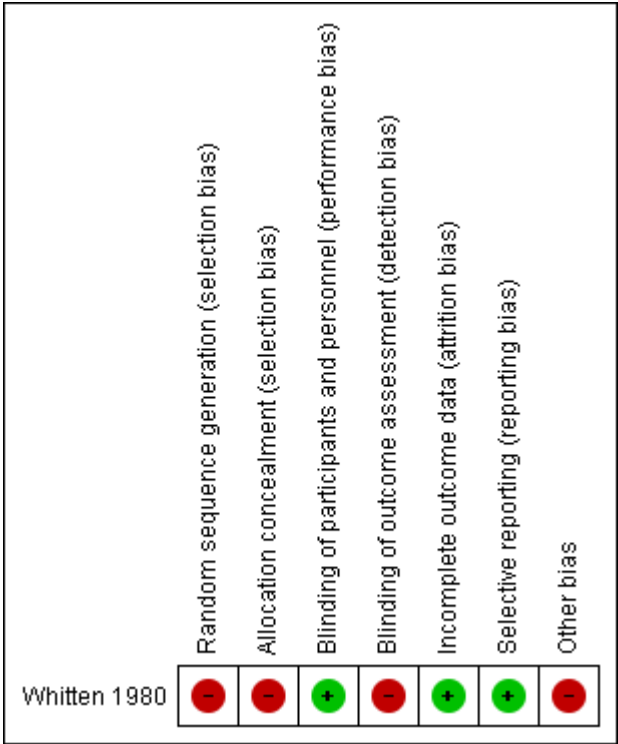 Random sequence generation (selection bias)
Allocation concealment (selection bias)
Blinding of participants and personnel (performance bias)
Blinding of outcome assessment (detection bias)
Incomplete outcome data (attrition bias)
Selective reporting (reporting bias)
Other bias
Whitten 1980 - - + - + + -